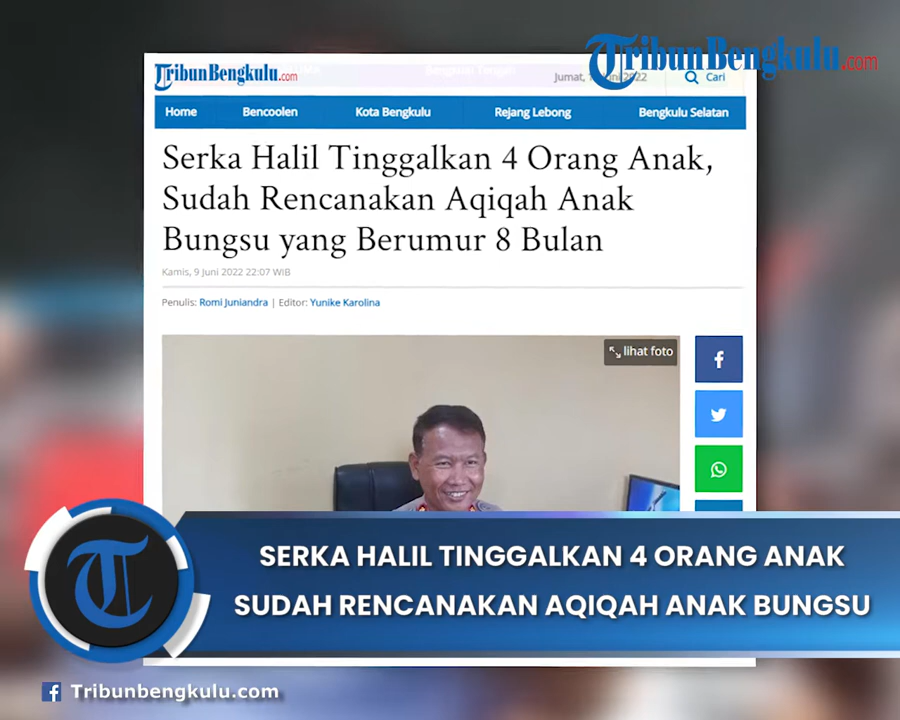 TribunBengkulu.com
TribunBengkulu.com
Cari
Home Bencoolen Kota Bengkulu Rejang Lebong Bengkulu Selatan
Serka Halil Tinggalkan 4 Orang Anak,
Sudah Rencanakan Aqiqah Anak
Bungsu yang Berumur 8 Bulan
Kamis, 9 Juni 2022 22:07 WIB
Penulis: Romi Juniandra | Editor: Yunike Karolina
lihat foto
SERKA HALIL TINGGALKAN 4 ORANG ANAK
SUDAH RENCANAKAN AQIQAH ANAK BUNGSU
Tribunbengkulu.com